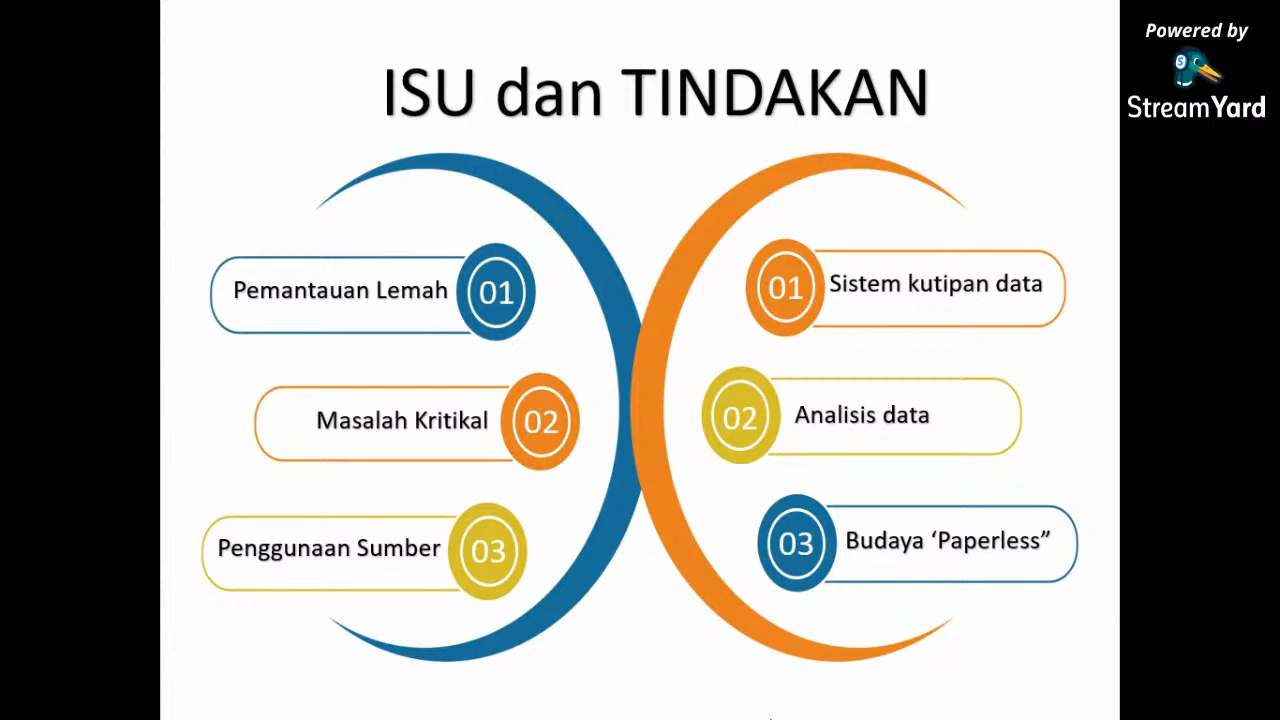 ISU dan TINDAKAN
Pemantauan Lemah 01
Masalah Kritikal 02
Penggunaan Sumber 03
01 Sistem kutipan data
02 Analisis data
03 Budaya ‘Paperless”
Powered by
S
StreamYard